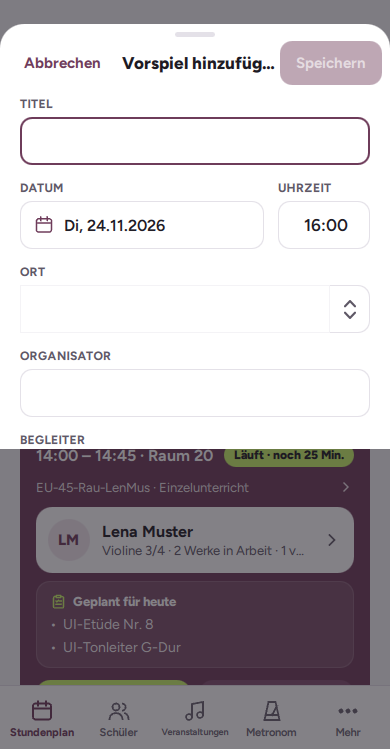 Abbrechen
Vorspiel hinzufüg...
Speichern
TITEL
DATUM
UHRZEIT
Di, 24.11.2026
16:00
ORT
ORGANISATOR
BEGLEITER
14:00 – 14:45 · Raum 20
Läuft · noch 25 Min.
EU-45-Rau-LenMus · Einzelunterricht
LM
Lena Muster
Violine 3/4 · 2 Werke in Arbeit · 1 v...
Geplant für heute
• UI-Etüde Nr. 8
• UI-Tonleiter G-Dur
Stundenplan
Schüler
Veranstaltungen
Metronom
Mehr